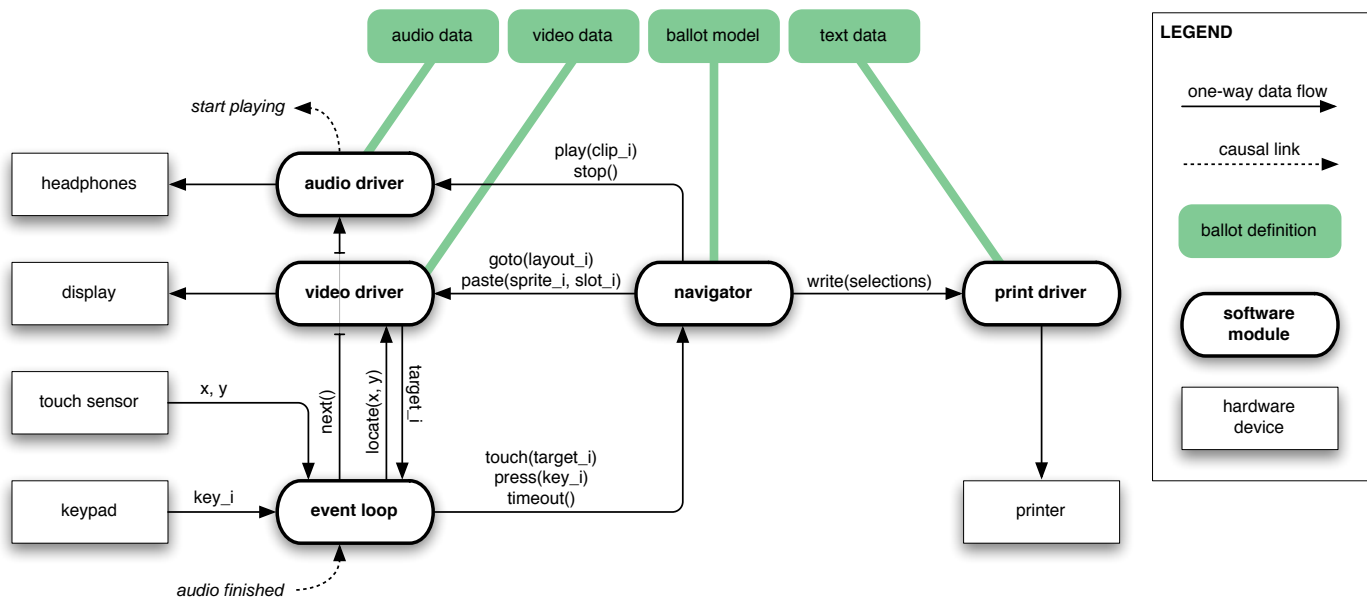 audio data
video data
ballot model
text data
LEGEND
one-way data flow
causal link
ballot definition
software
module
hardware
device
start playing
headphones
audio driver
play(clip_i)
stop()
display
video driver
goto(layout_i)
paste(sprite_i, slot_i)
navigator
write(selections)
print driver
touch sensor
x, y
next()
locate(x, y)
target_i
keypad
key_i
event loop
touch(target_i)
press(key_i)
timeout()
printer
audio finished